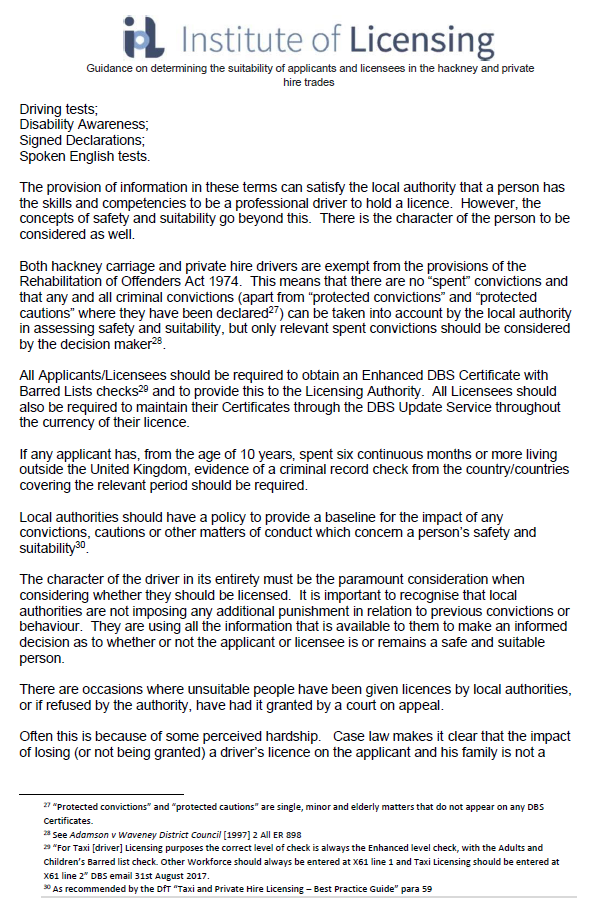 iol Institute of Licensing
Guidance on determining the suitability of applicants and licensees in the hackney and private
hire trades
Driving tests;
Disability Awareness;
Signed Declarations;
Spoken English tests.
The provision of information in these terms can satisfy the local authority that a person has
the skills and competencies to be a professional driver to hold a licence.  However, the
concepts of safety and suitability go beyond this.  There is the character of the person to be
considered as well.
Both hackney carriage and private hire drivers are exempt from the provisions of the
Rehabilitation of Offenders Act 1974.  This means that there are no “spent” convictions and
that any and all criminal convictions (apart from “protected convictions” and “protected
cautions” where they have been declared27) can be taken into account by the local authority
in assessing safety and suitability, but only relevant spent convictions should be considered
by the decision maker28.
All Applicants/Licensees should be required to obtain an Enhanced DBS Certificate with
Barred Lists checks29 and to provide this to the Licensing Authority.  All Licensees should
also be required to maintain their Certificates through the DBS Update Service throughout
the currency of their licence.
If any applicant has, from the age of 10 years, spent six continuous months or more living
outside the United Kingdom, evidence of a criminal record check from the country/countries
covering the relevant period should be required.
Local authorities should have a policy to provide a baseline for the impact of any
convictions, cautions or other matters of conduct which concern a person’s safety and
suitability30.
The character of the driver in its entirety must be the paramount consideration when
considering whether they should be licensed.  It is important to recognise that local
authorities are not imposing any additional punishment in relation to previous convictions or
behaviour.  They are using all the information that is available to them to make an informed
decision as to whether or not the applicant or licensee is or remains a safe and suitable
person.
There are occasions where unsuitable people have been given licences by local authorities,
or if refused by the authority, have had it granted by a court on appeal.
Often this is because of some perceived hardship.   Case law makes it clear that the impact
of losing (or not being granted) a driver’s licence on the applicant and his family is not a
27 “Protected convictions” and “protected cautions” are single, minor and elderly matters that do not appear on any DBS
Certificates.
28 See Adamson v Waveney District Council [1997] 2 All ER 898
29 “For Taxi [driver] Licensing purposes the correct level of check is always the Enhanced level check, with the Adults and
Children’s Barred list check. Other Workforce should always be entered at X61 line 1 and Taxi Licensing should be entered at
X61 line 2” DBS email 31st August 2017.
30 As recommended by the DfT “Taxi and Private Hire Licensing – Best Practice Guide” para 59